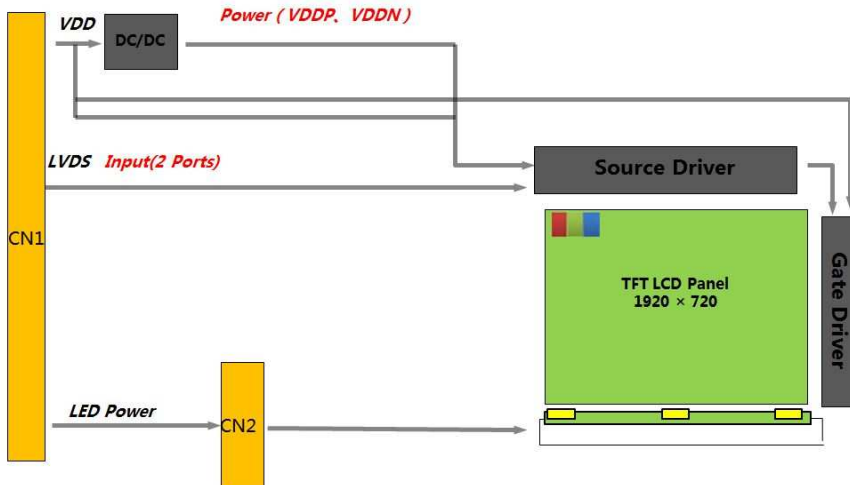 VDD
DC/DC
Power ( VDDP、VDDN )
LVDS Input(2 Ports)
Source Driver
CN1
TFT LCD Panel
1920 × 720
Gate Driver
LED Power
CN2